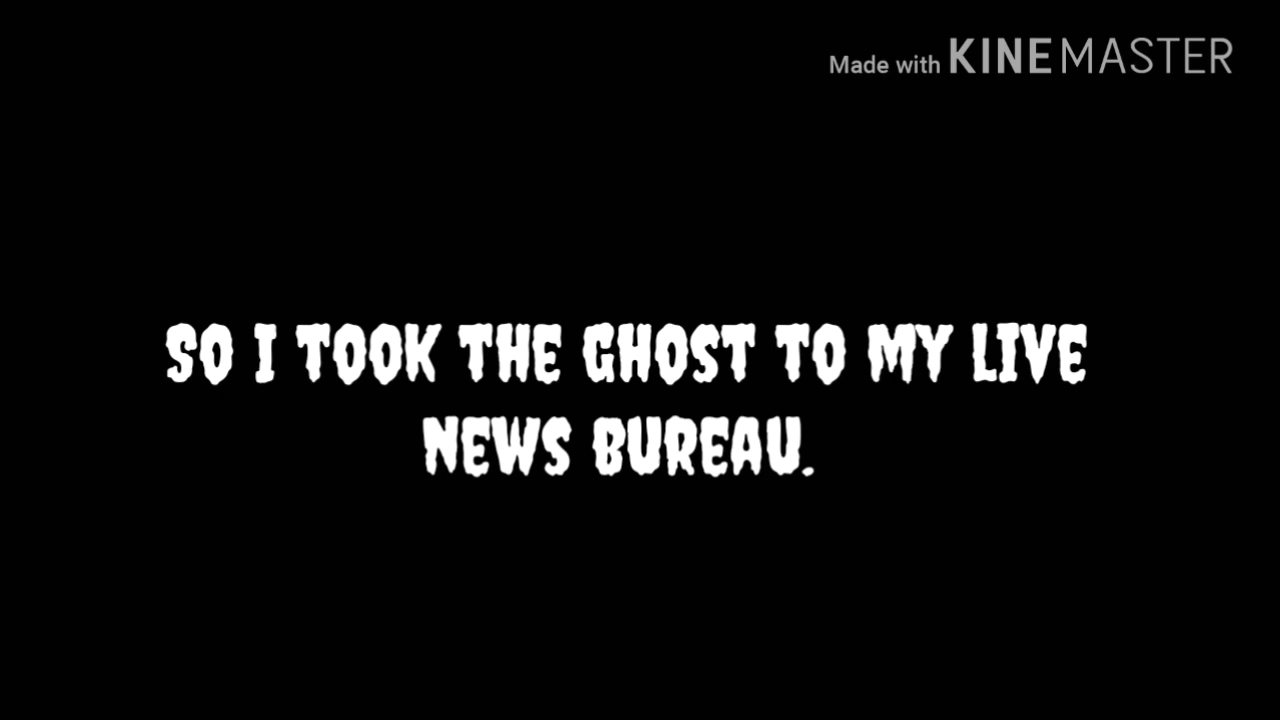 Made with KINEMASTER
SO I TOOK THE GHOST TO MY LIVE
NEWS BUREAU.